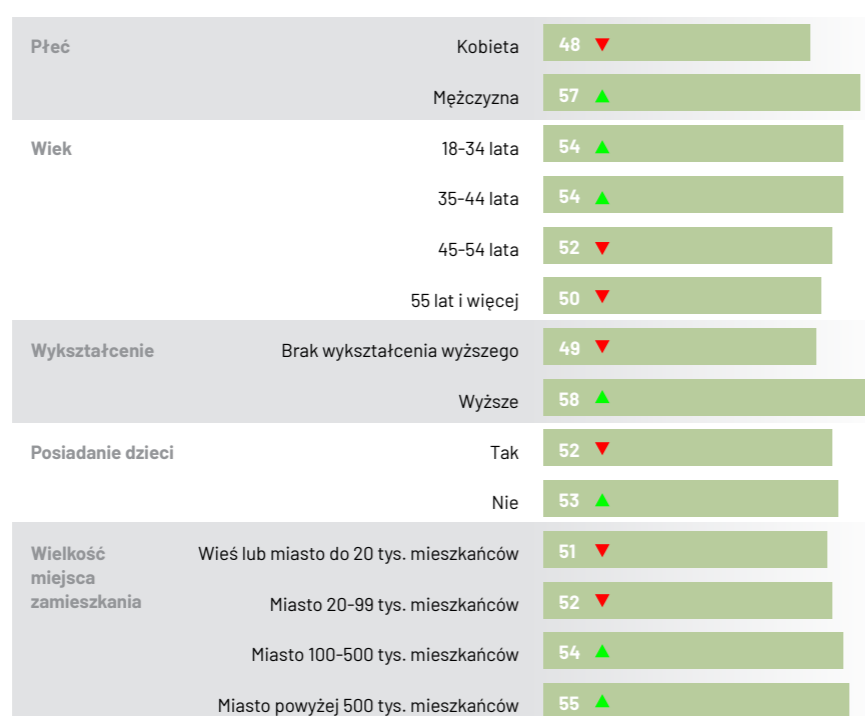 Płeć
Kobieta 48
Mężczyzna 57
Wiek
18-34 lata 54
35-44 lata 54
45-54 lata 52
55 lat i więcej 50
Wykształcenie
Brak wykształcenia wyższego 49
Wyższe 58
Posiadanie dzieci
Tak 52
Nie 53
Wielkość
miejsca
zamieszkania
Wieś lub miasto do 20 tys. mieszkańców 51
Miasto 20-99 tys. mieszkańców 52
Miasto 100-500 tys. mieszkańców 54
Miasto powyżej 500 tys. mieszkańców 55